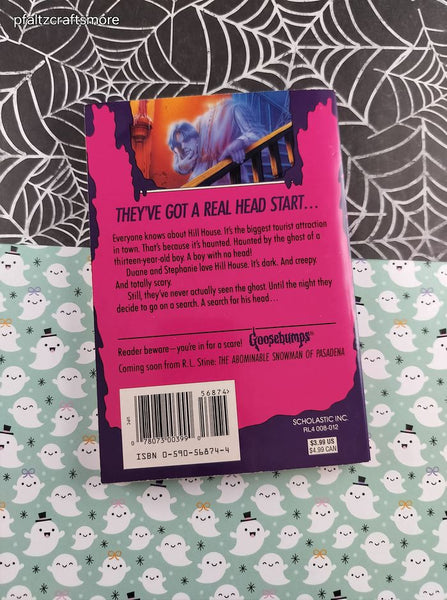 pfaltzcraftsmore
THEY'VE GOT A REAL HEAD START...
Everyone knows about Hill House. It's the biggest tourist attraction
in town. That's because it's haunted. Haunted by the ghost of a
thirteen-year-old boy. A boy with no head!
Duane and Stephanie love Hill House. It's dark. And creepy.
And totally scary.
Still, they've never actually seen the ghost. Until the night they
decide to go on a search. A search for his head...
Reader beware—you're in for a scare! Goosebumps®
Coming soon from R.L. Stine: THE ABOMINABLE SNOWMAN OF PASADENA
56874>
0 78073 00399 0
ISBN 0-590-56874-4
SCHOLASTIC INC.
RL4 008-012
$3.99 US
$4.99 CAN